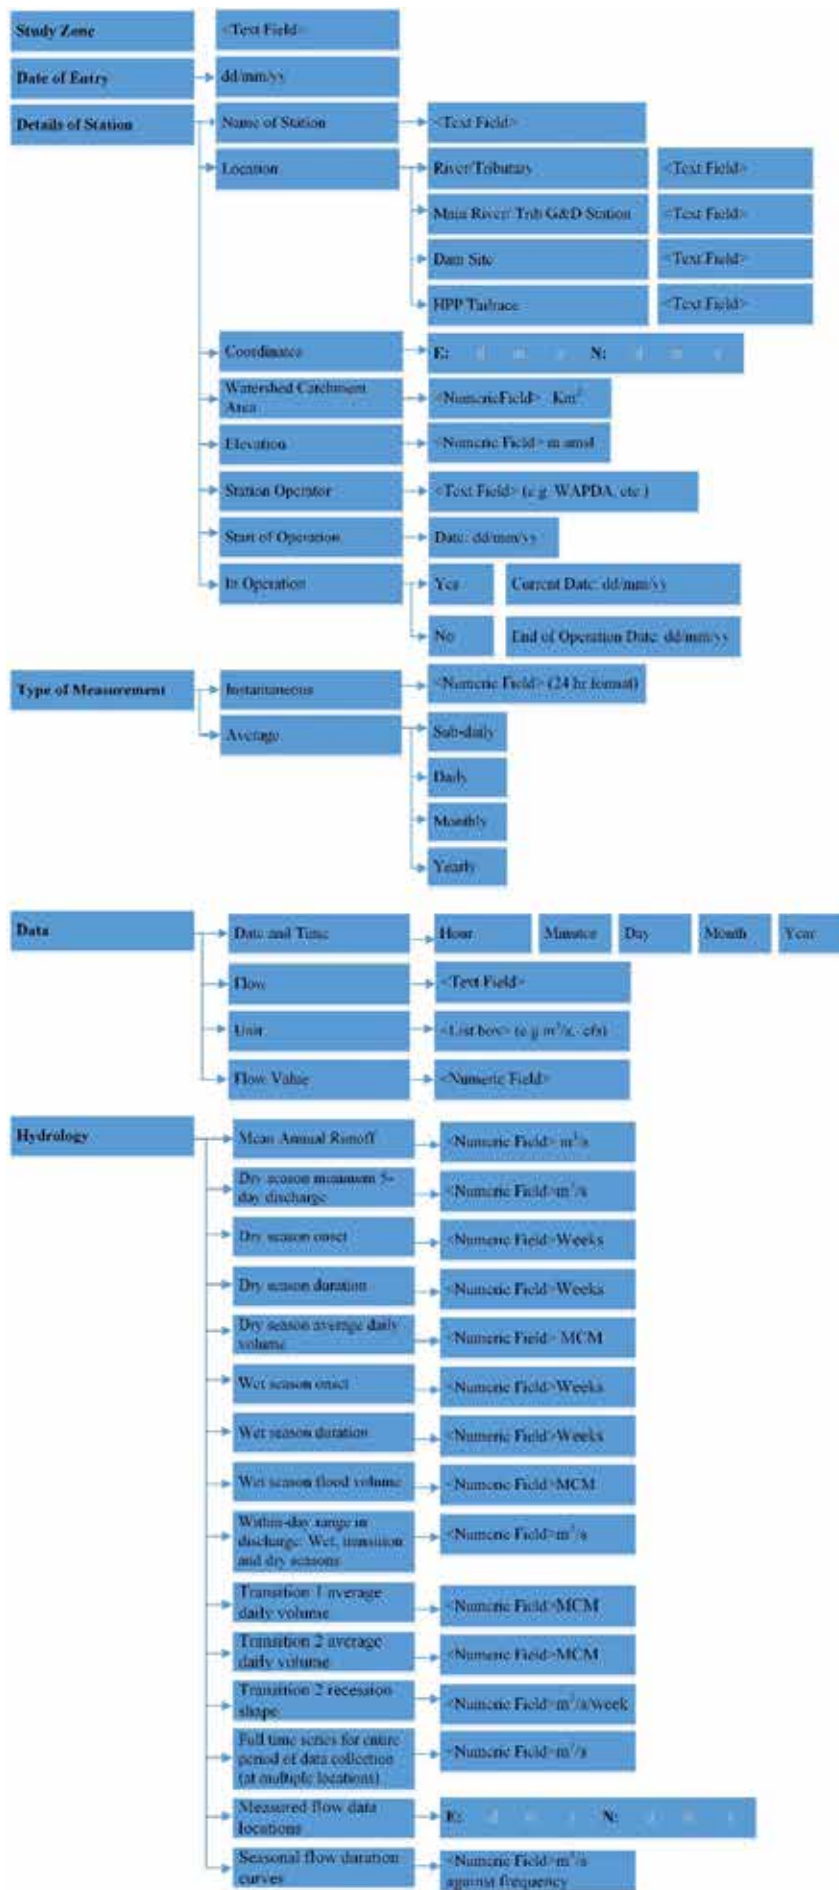 Study Zone <Text Field>
Date of Entry dd/mm/yy
Details of Station Name of Station <Text Field>
Location River/Tributary <Text Field>
Main River/ Trib G&D Station <Text Field>
Dam Site <Text Field>
HPP Tailrace <Text Field>
Coordinates E: d m s N: d m s
Watershed Catchment
Area
<NumericField> Km²
Elevation <Numeric Field> m amsl
Station Operator <Text Field> (e.g. WAPDA, etc.)
Start of Operation Date: dd/mm/yy
In Operation Yes Current Date: dd/mm/yy
No End of Operation Date: dd/mm/yy
Type of Measurement Instantaneous <Numeric Field> (24 hr format)
Average Sub-daily
Daily
Monthly
Yearly
Data Date and Time Hour Minutes Day Month Year
Flow <Text Field>
Unit <List box> (e.g m³/s, cfs)
Flow Value <Numeric Field>
Hydrology Mean Annual Runoff <Numeric Field> m³/s
Dry season minimum 5-
day discharge
<Numeric Field>m³/s
Dry season onset <Numeric Field>Weeks
Dry season duration <Numeric Field>Weeks
Dry season average daily
volume
<Numeric Field> MCM
Wet season onset <Numeric Field>Weeks
Wet season duration <Numeric Field>Weeks
Wet season flood volume <Numeric Field>MCM
Within-day range in
discharge: Wet, transition
and dry seasons
<Numeric Field>m³/s
Transition 1 average
daily volume
<Numeric Field>MCM
Transition 2 average
daily volume
<Numeric Field>MCM
Transition 2 recession
shape
<Numeric Field>m³/s/week
Full time series for entire
period of data collection
(at multiple locations)
<Numeric Field>m³/s
Measured flow data
locations
E: d m s N: d m s
Seasonal flow duration
curves
<Numeric Field>m³/s
against frequency